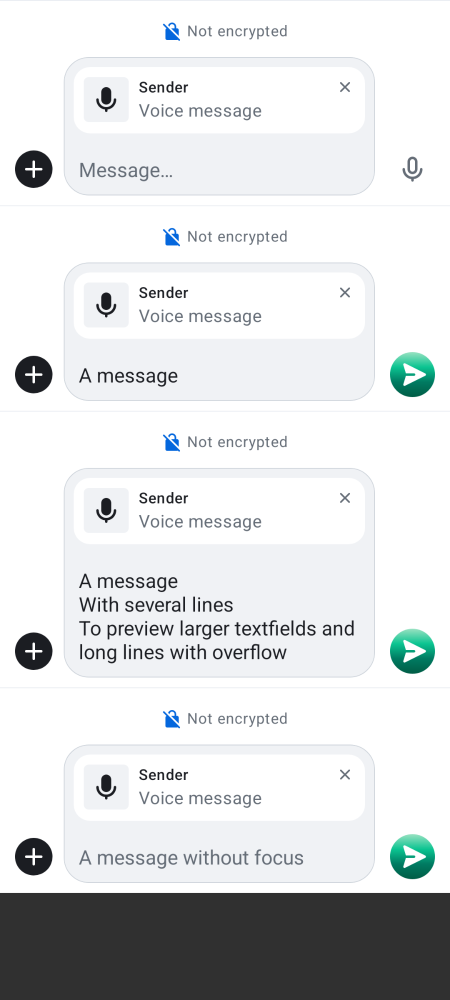 Not encrypted
Sender
Voice message
Message…
Not encrypted
Sender
Voice message
A message
Not encrypted
Sender
Voice message
A message
With several lines
To preview larger textfields and
long lines with overflow
Not encrypted
Sender
Voice message
A message without focus